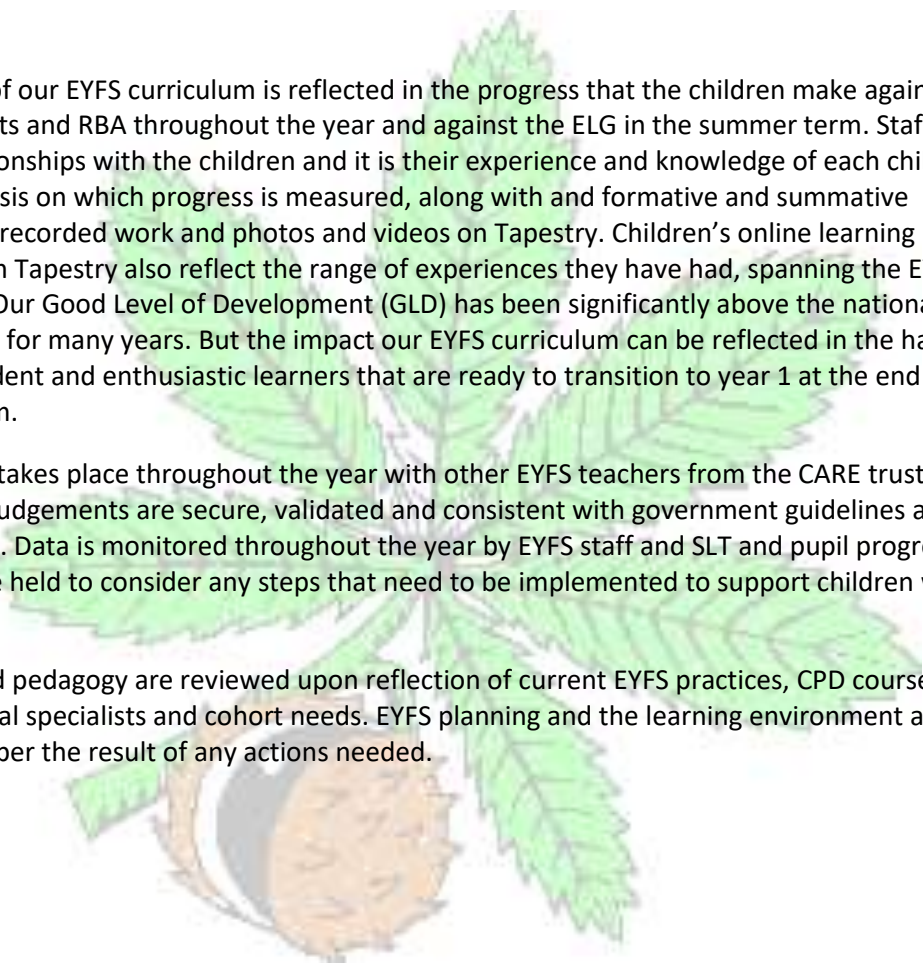 of our EYFS curriculum is reflected in the progress that the children make again
ts and RBA throughout the year and against the ELG in the summer term. Staf
onships with the children and it is their experience and knowledge of each chi
sis on which progress is measured, along with and formative and summative
recorded work and photos and videos on Tapestry. Children’s online learning
n Tapestry also reflect the range of experiences they have had, spanning the E
Our Good Level of Development (GLD) has been significantly above the nationa
for many years. But the impact our EYFS curriculum can be reflected in the ha
dent and enthusiastic learners that are ready to transition to year 1 at the end
m.
takes place throughout the year with other EYFS teachers from the CARE trust
udgements are secure, validated and consistent with government guidelines a
. Data is monitored throughout the year by EYFS staff and SLT and pupil progre
e held to consider any steps that need to be implemented to support children
d pedagogy are reviewed upon reflection of current EYFS practices, CPD course
al specialists and cohort needs. EYFS planning and the learning environment a
per the result of any actions needed.